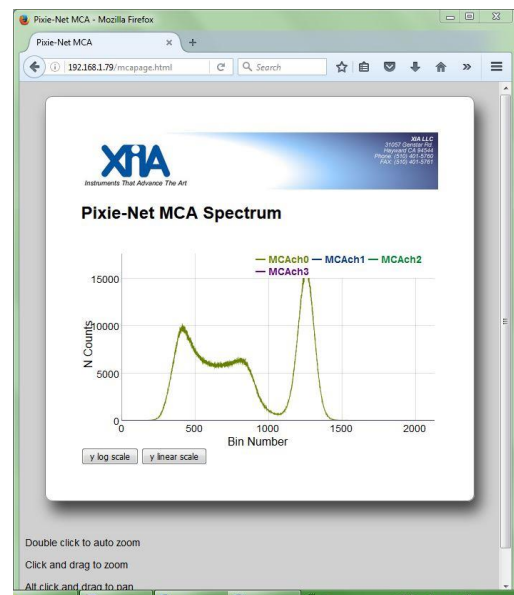 Pixie-Net MCA - Mozilla Firefox
Pixie-Net MCA × +
192.168.1.79/mcapage.html Search
XIA
Instruments That Advance The Art
XIA LLC
31057 Genstar Rd
Hayward CA 94544
Phone: (510) 401-5760
FAX: (510) 401-5761
Pixie-Net MCA Spectrum
MCAch0 MCAch1 MCAch2
MCAch3
15000
10000
5000
0
N Counts
0 500 1000 1500 2000
Bin Number
y log scale y linear scale
Double click to auto zoom
Click and drag to zoom
Alt click and drag to pan